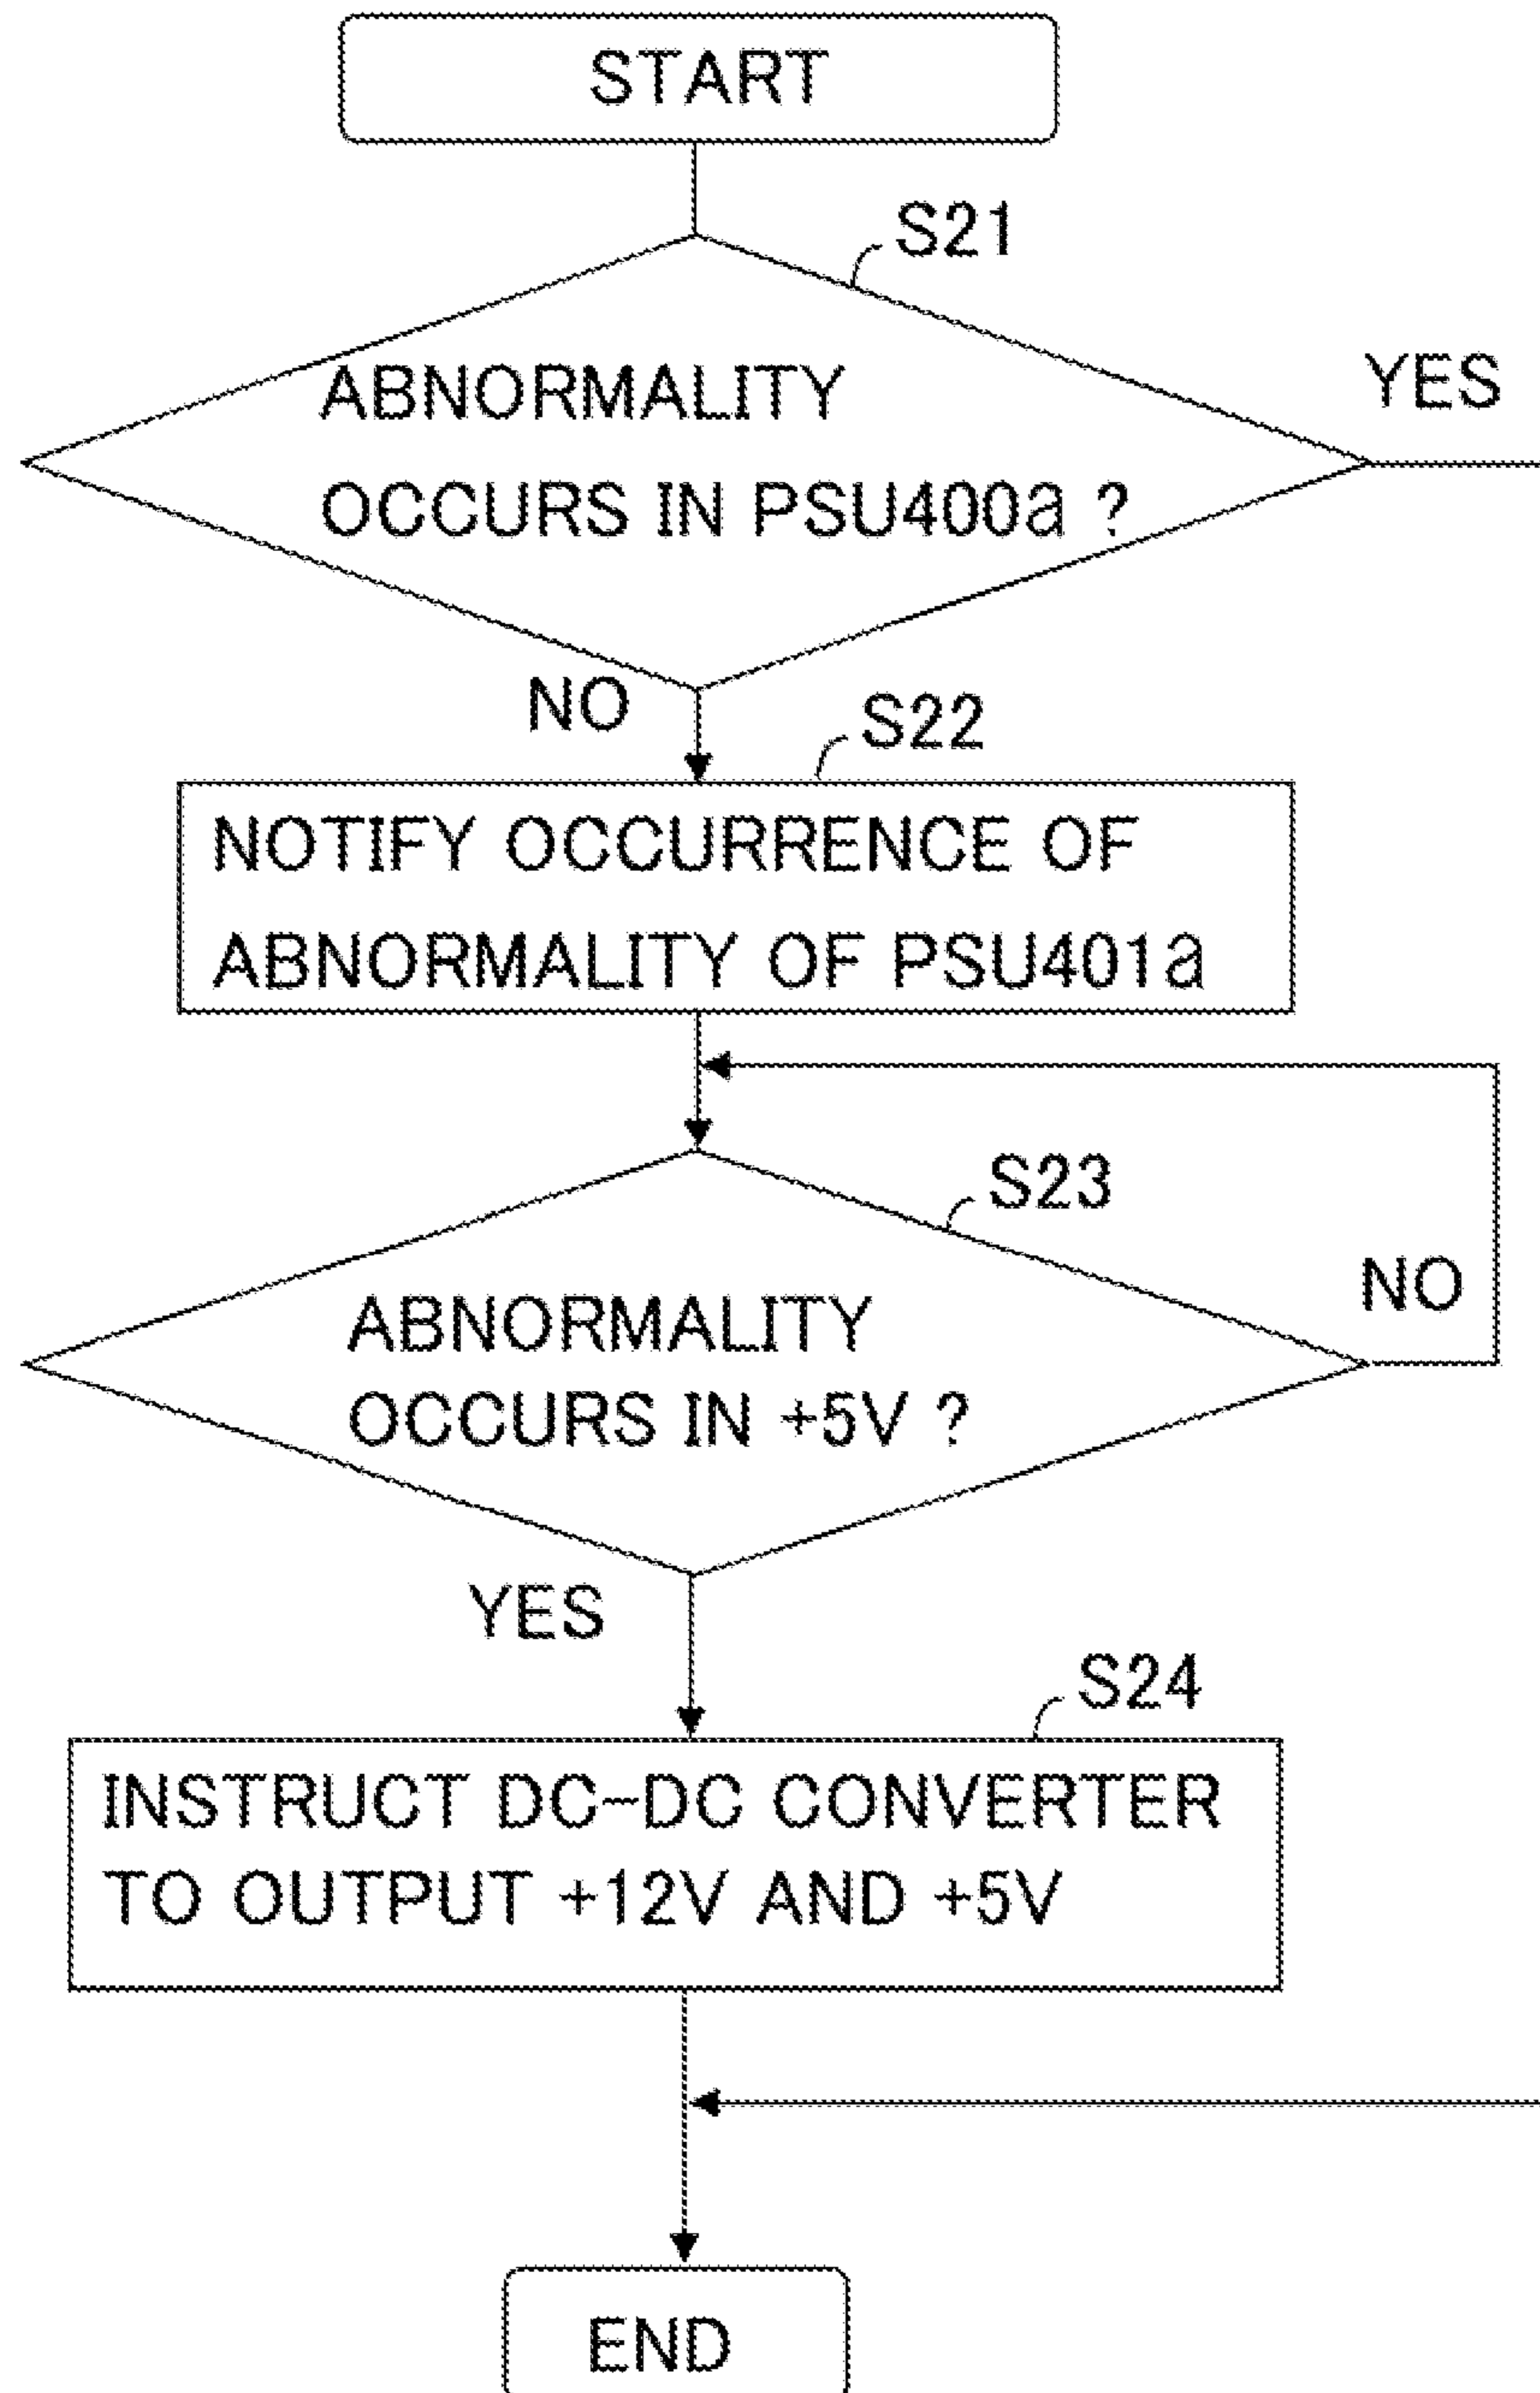 START
S21
YES
ABNORMALITY
OCCURS IN PSU400a ?
NO
S22
NOTIFY OCCURRENCE OF
ABNORMALITY OF PSU401a
S23
NO
ABNORMALITY
OCCURS IN +5V ?
YES
S24
INSTRUCT DC-DC CONVERTER
TO OUTPUT +12V AND +5V
END